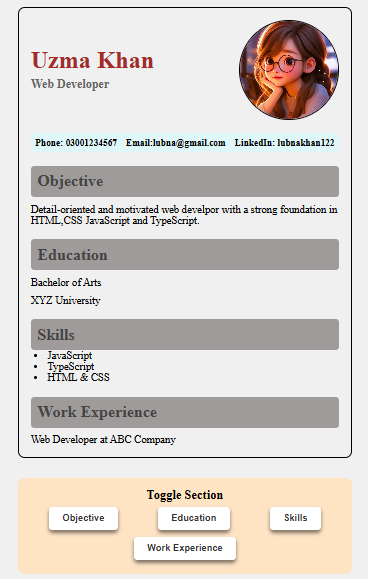 Uzma Khan
Web Developer
Phone: 03001234567 Email:lubna@gmail.com LinkedIn: lubnakhan122
Objective
Detail-oriented and motivated web develpor with a strong foundation in
HTML,CSS JavaScript and TypeScript.
Education
Bachelor of Arts
XYZ University
Skills
• JavaScript
• TypeScript
• HTML & CSS
Work Experience
Web Developer at ABC Company
Toggle Section
Objective Education Skills
Work Experience